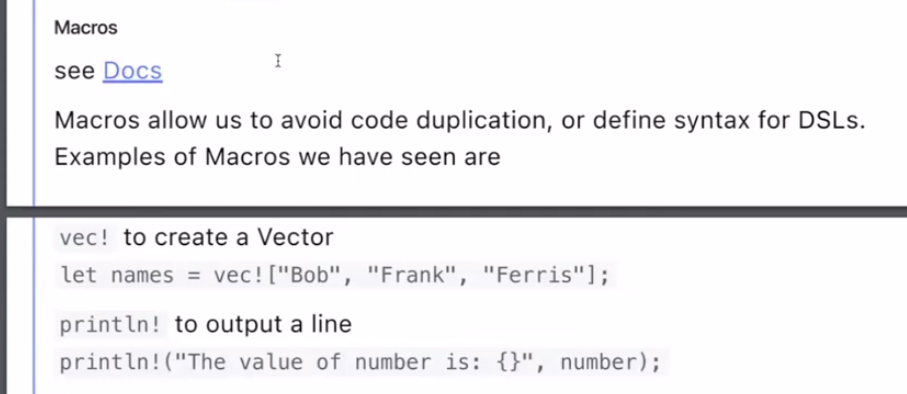 Macros
see Docs
Macros allow us to avoid code duplication, or define syntax for DSLs.
Examples of Macros we have seen are
vec! to create a Vector
let names = vec!["Bob", "Frank", "Ferris"];
println! to output a line
println!("The value of number is: {}", number);